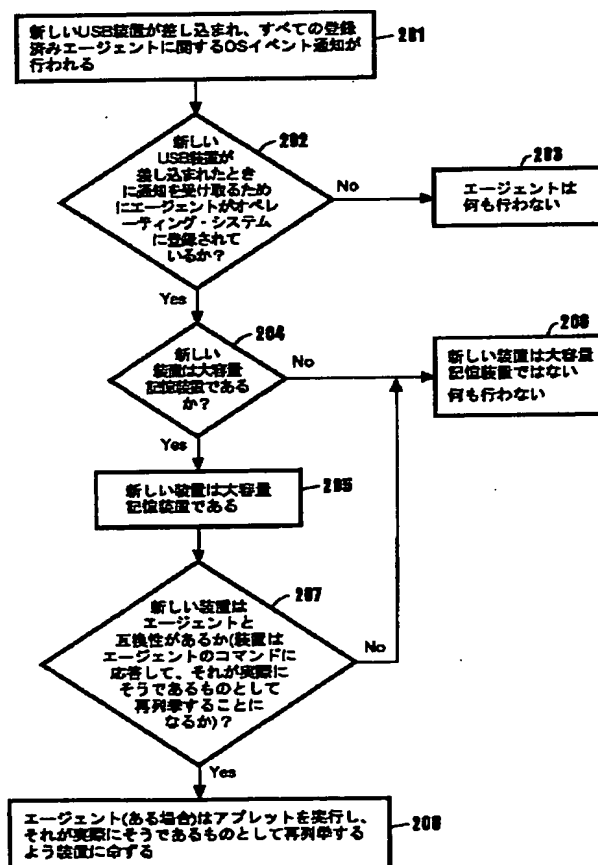 新しいUSB装置が差し込まれ、すべての登録
済みエージェントに関するOSイベント通知が
行われる
201
新しい
USB装置が
差し込まれたとき
に通知を受け取るため
にエージェントがオペレ
ーティング・システム
に登録されて
いるか？
202
No
エージェントは
何も行わない
203
Yes
新しい
装置は大容量
記憶装置である
か？
204
No
新しい装置は大容量
記憶装置ではない
何も行わない
206
Yes
新しい装置は大容量
記憶装置である
205
新しい装置は
エージェントと
互換性があるか(装置は
エージェントのコマンドに
応答して、それが実際に
そうであるものとして
再列挙することに
なるか)？
207
No
Yes
エージェント(ある場合)はアプレットを実行し、
それが実際にそうであるものとして再列挙する
よう装置に命ずる
208